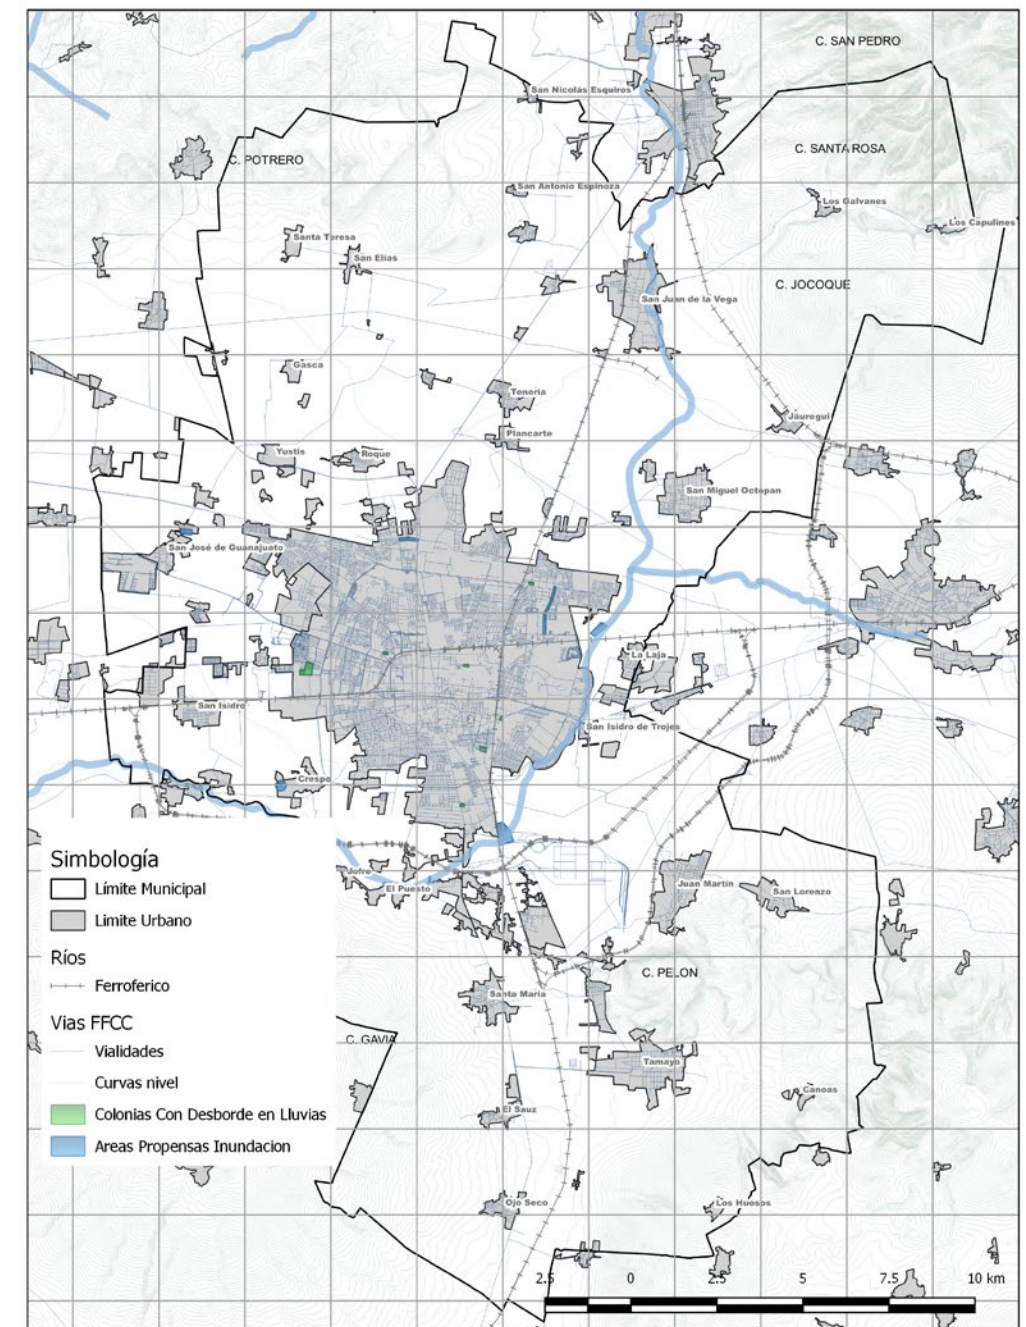 C. SAN PEDRO
San Nicolás Esquiros
C. SANTA ROSA
C. POTRERO
San Antonio Espinoza
Los Galvanes
Los Capulines
Santa Teresa
San Elias
C. JOCOQUE
San Juan de la Vega
Gasca
Tenería
Jáuregui
Plancarte
Yustis
Roque
San Miguel Octopan
San José de Guanajuato
La Laja
San Isidro
San Isidro de Trojes
Crespo
Simbología
Límite Municipal
Limite Urbano
Ríos
Ferroferico
Vias FFCC
Vialidades
Curvas nivel
Colonias Con Desborde en Lluvias
Areas Propensas Inundacion
Jofre
El Puesto
Juan Martín
San Lorenzo
C. PELON
Santa María
C. GAVIA
Tamayo
Canoas
El Sauz
Ojo Seco
Los Huesos
2.5 0 2.5 5 7.5 10 km